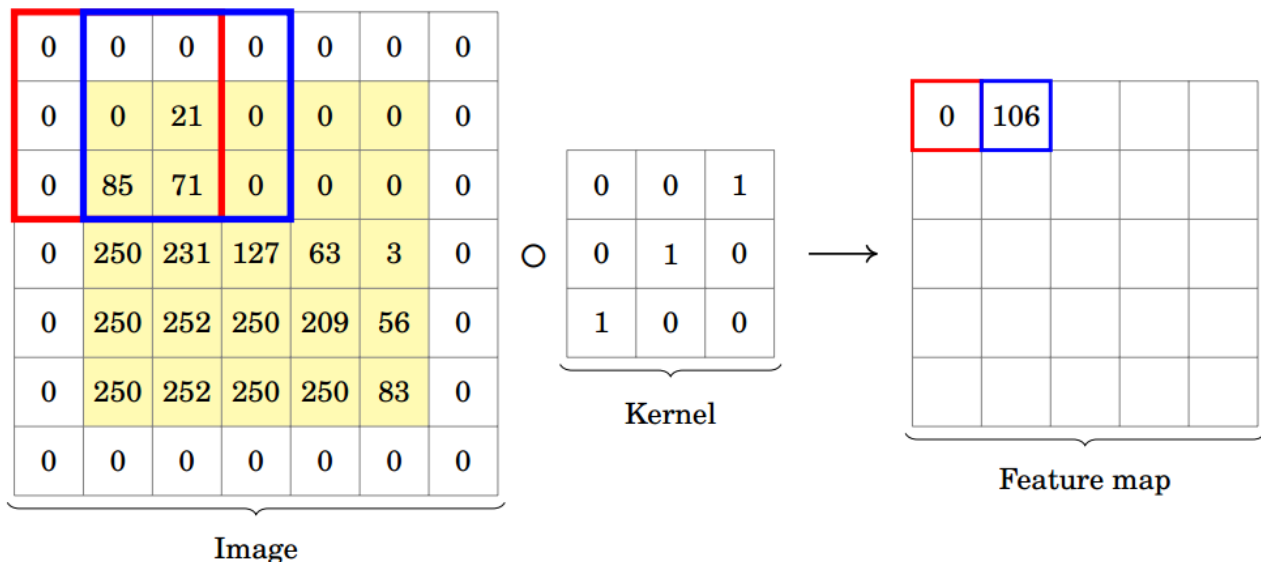 0 0 0 0 0 0 0
0 0 21 0 0 0 0
0 85 71 0 0 0 0
0 250 231 127 63 3 0
0 250 252 250 209 56 0
0 250 252 250 250 83 0
0 0 0 0 0 0 0
Image
0 0 1
0 1 0
1 0 0
Kernel
0 106
Feature map